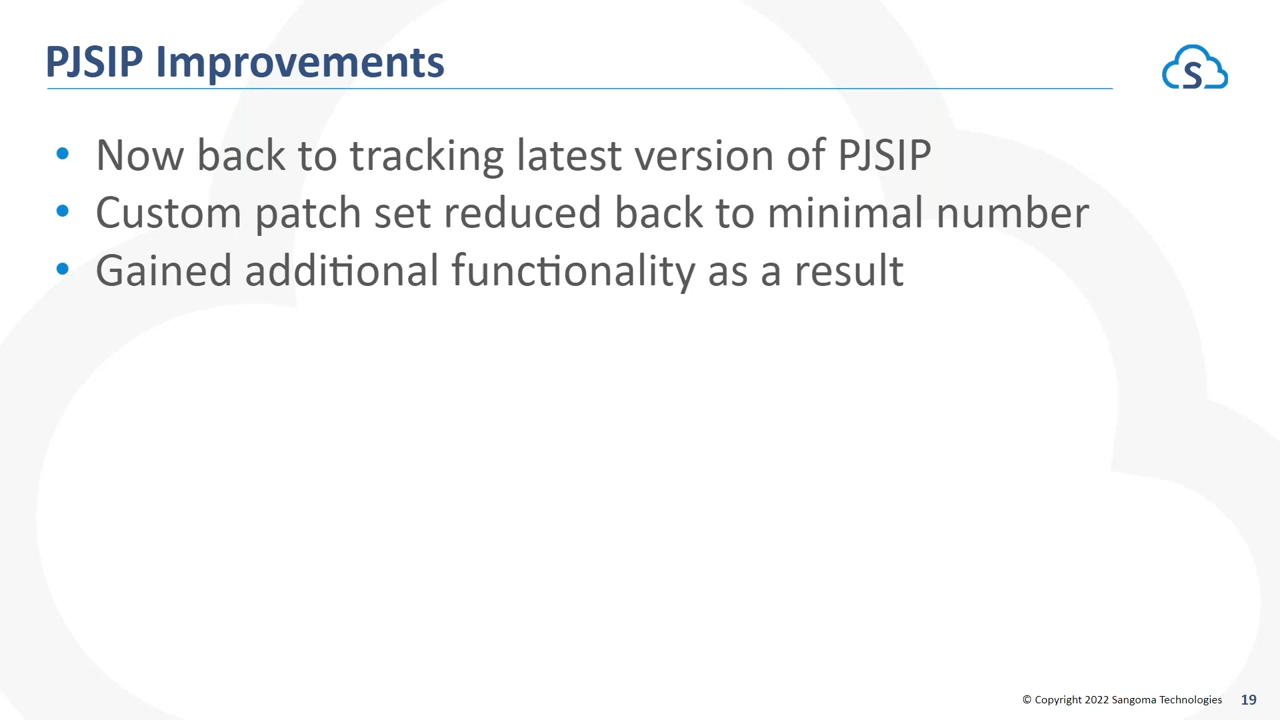 PJSIP Improvements
S
• Now back to tracking latest version of PJSIP
• Custom patch set reduced back to minimal number
• Gained additional functionality as a result
© Copyright 2022 Sangoma Technologies 19